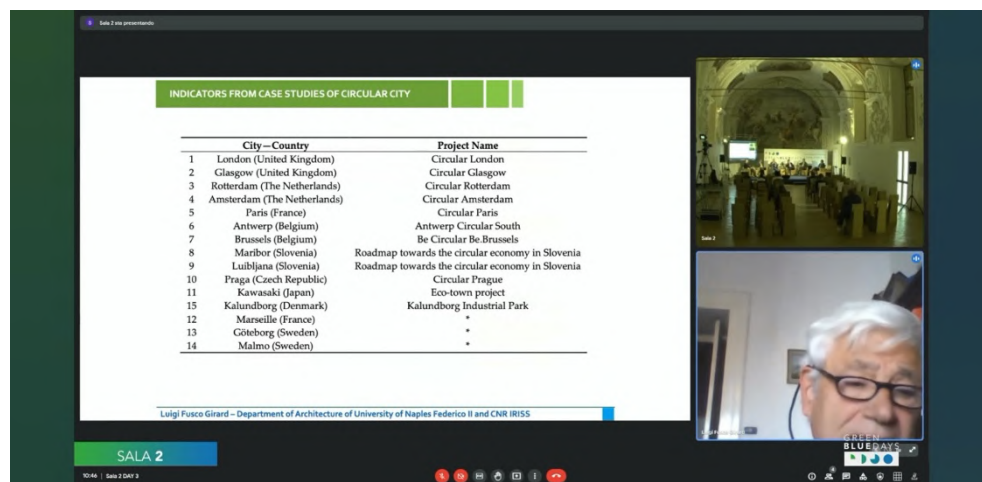 S Sala 2 sta presentando
INDICATORS FROM CASE STUDIES OF CIRCULAR CITY
City—Country Project Name
1 London (United Kingdom) Circular London
2 Glasgow (United Kingdom) Circular Glasgow
3 Rotterdam (The Netherlands) Circular Rotterdam
4 Amsterdam (The Netherlands) Circular Amsterdam
5 Paris (France) Circular Paris
6 Antwerp (Belgium) Antwerp Circular South
7 Brussels (Belgium) Be Circular Be.Brussels
8 Maribor (Slovenia) Roadmap towards the circular economy in Slovenia
9 Luibljana (Slovenia) Roadmap towards the circular economy in Slovenia
10 Praga (Czech Republic) Circular Prague
11 Kawasaki (Japan) Eco-town project
15 Kalundborg (Denmark) Kalundborg Industrial Park
12 Marseille (France) *
13 Göteborg (Sweden) *
14 Malmo (Sweden) *
Luigi Fusco Girard – Department of Architecture of University of Naples Federico II and CNR IRISS
Sala 2
SALA 2
10:46 | Sala 2 DAY 3
GREEN
BLUEDAYS